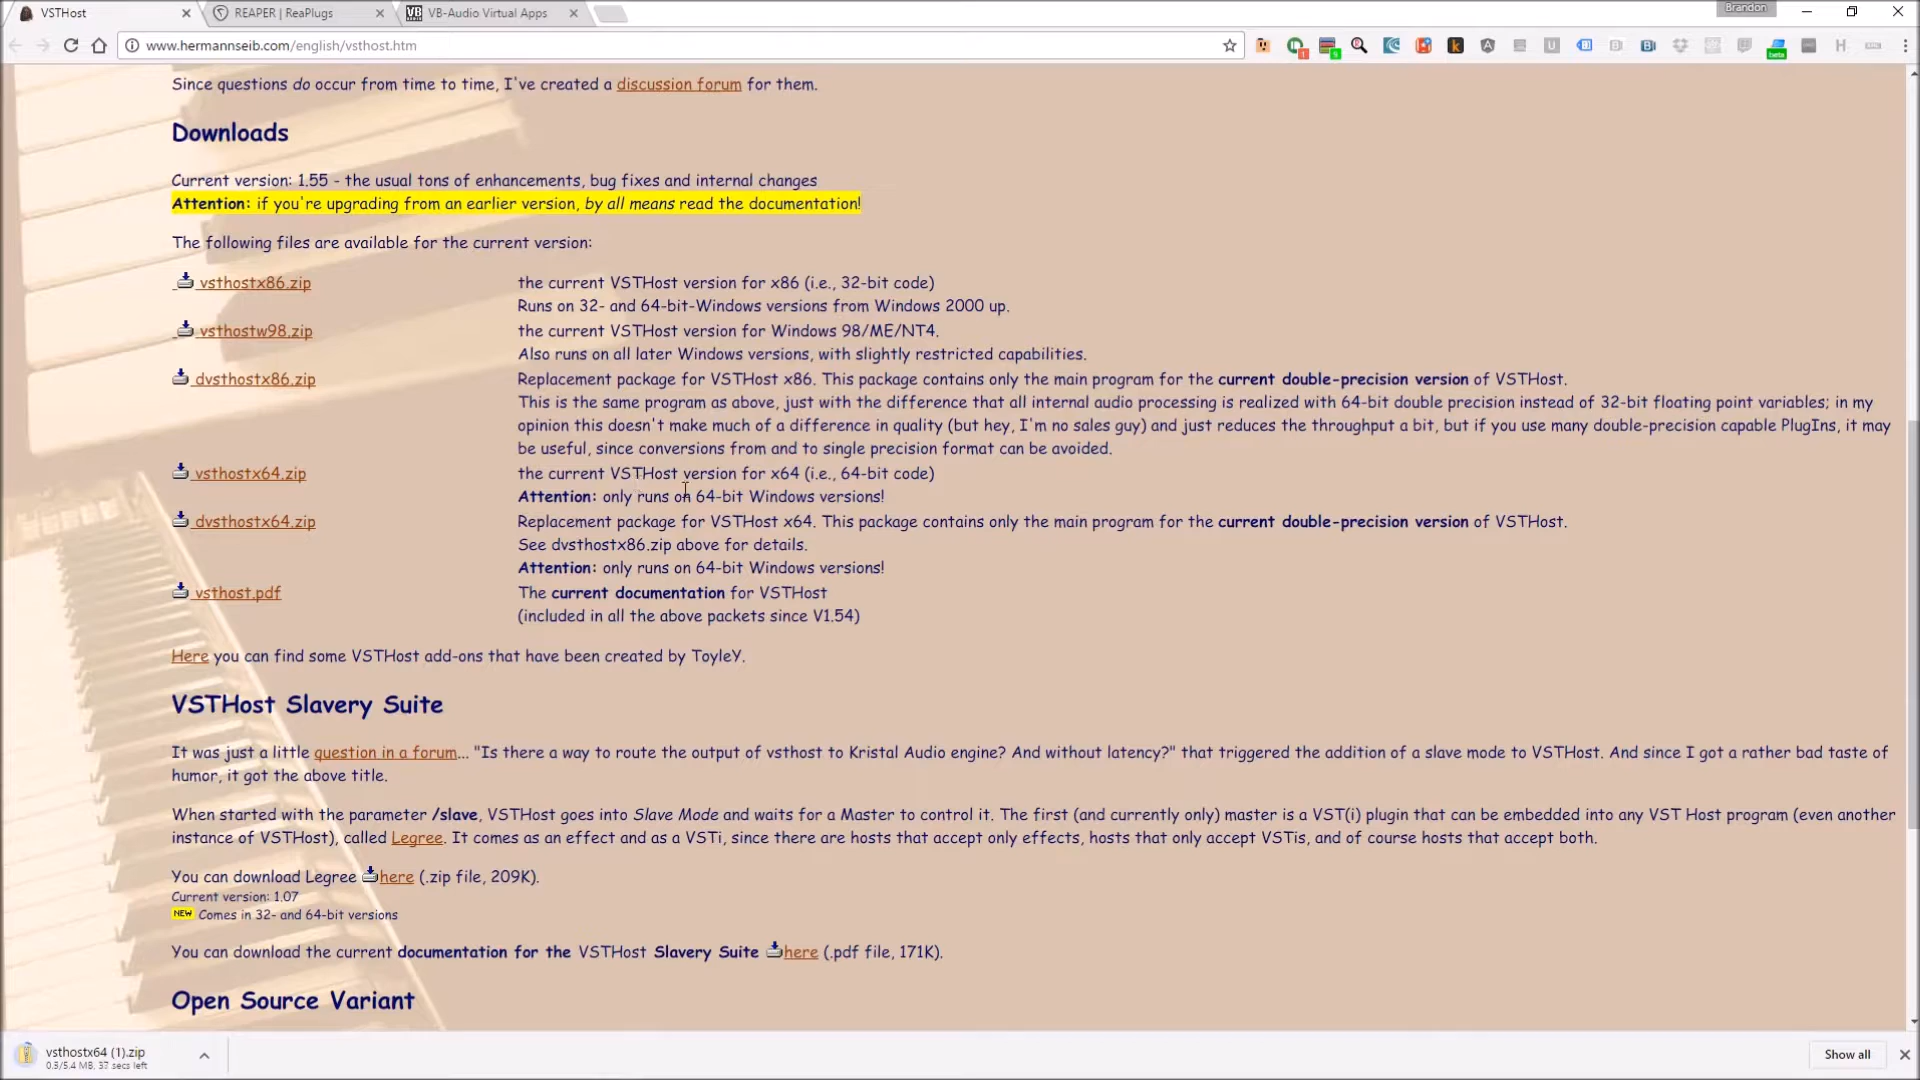 VSTHost
REAPER | ReaPlugs
VB-Audio Virtual Apps
Brandon
www.hermannseib.com/english/vsthost.htm
Since questions do occur from time to time, I've created a discussion forum for them.
Downloads
Current version: 1.55 - the usual tons of enhancements, bug fixes and internal changes
Attention: if you're upgrading from an earlier version, by all means read the documentation!
The following files are available for the current version:
vsthostx86.zip
the current VSTHost version for x86 (i.e., 32-bit code)
Runs on 32- and 64-bit-Windows versions from Windows 2000 up.
vsthostw98.zip
the current VSTHost version for Windows 98/ME/NT4.
Also runs on all later Windows versions, with slightly restricted capabilities.
dvsthostx86.zip
Replacement package for VSTHost x86. This package contains only the main program for the current double-precision version of VSTHost.
This is the same program as above, just with the difference that all internal audio processing is realized with 64-bit double precision instead of 32-bit floating point variables; in my
opinion this doesn't make much of a difference in quality (but hey, I'm no sales guy) and just reduces the throughput a bit, but if you use many double-precision capable PlugIns, it may
be useful, since conversions from and to single precision format can be avoided.
vsthostx64.zip
the current VSTHost version for x64 (i.e., 64-bit code)
Attention: only runs on 64-bit Windows versions!
dvsthostx64.zip
Replacement package for VSTHost x64. This package contains only the main program for the current double-precision version of VSTHost.
See dvsthostx86.zip above for details.
Attention: only runs on 64-bit Windows versions!
vsthost.pdf
The current documentation for VSTHost
(included in all the above packets since V1.54)
Here you can find some VSTHost add-ons that have been created by ToyleY.
VSTHost Slavery Suite
It was just a little question in a forum... "Is there a way to route the output of vsthost to Kristal Audio engine? And without latency?" that triggered the addition of a slave mode to VSTHost. And since I got a rather bad taste of
humor, it got the above title.
When started with the parameter /slave, VSTHost goes into Slave Mode and waits for a Master to control it. The first (and currently only) master is a VST(i) plugin that can be embedded into any VST Host program (even another
instance of VSTHost), called Legree. It comes as an effect and as a VSTi, since there are hosts that accept only effects, hosts that only accept VSTis, and of course hosts that accept both.
You can download Legree here (.zip file, 209K).
Current version: 1.07
NEW Comes in 32- and 64-bit versions
You can download the current documentation for the VSTHost Slavery Suite here (.pdf file, 171K).
Open Source Variant
vsthostx64 (1).zip
0.3/5.4 MB, 37 secs left
Show all